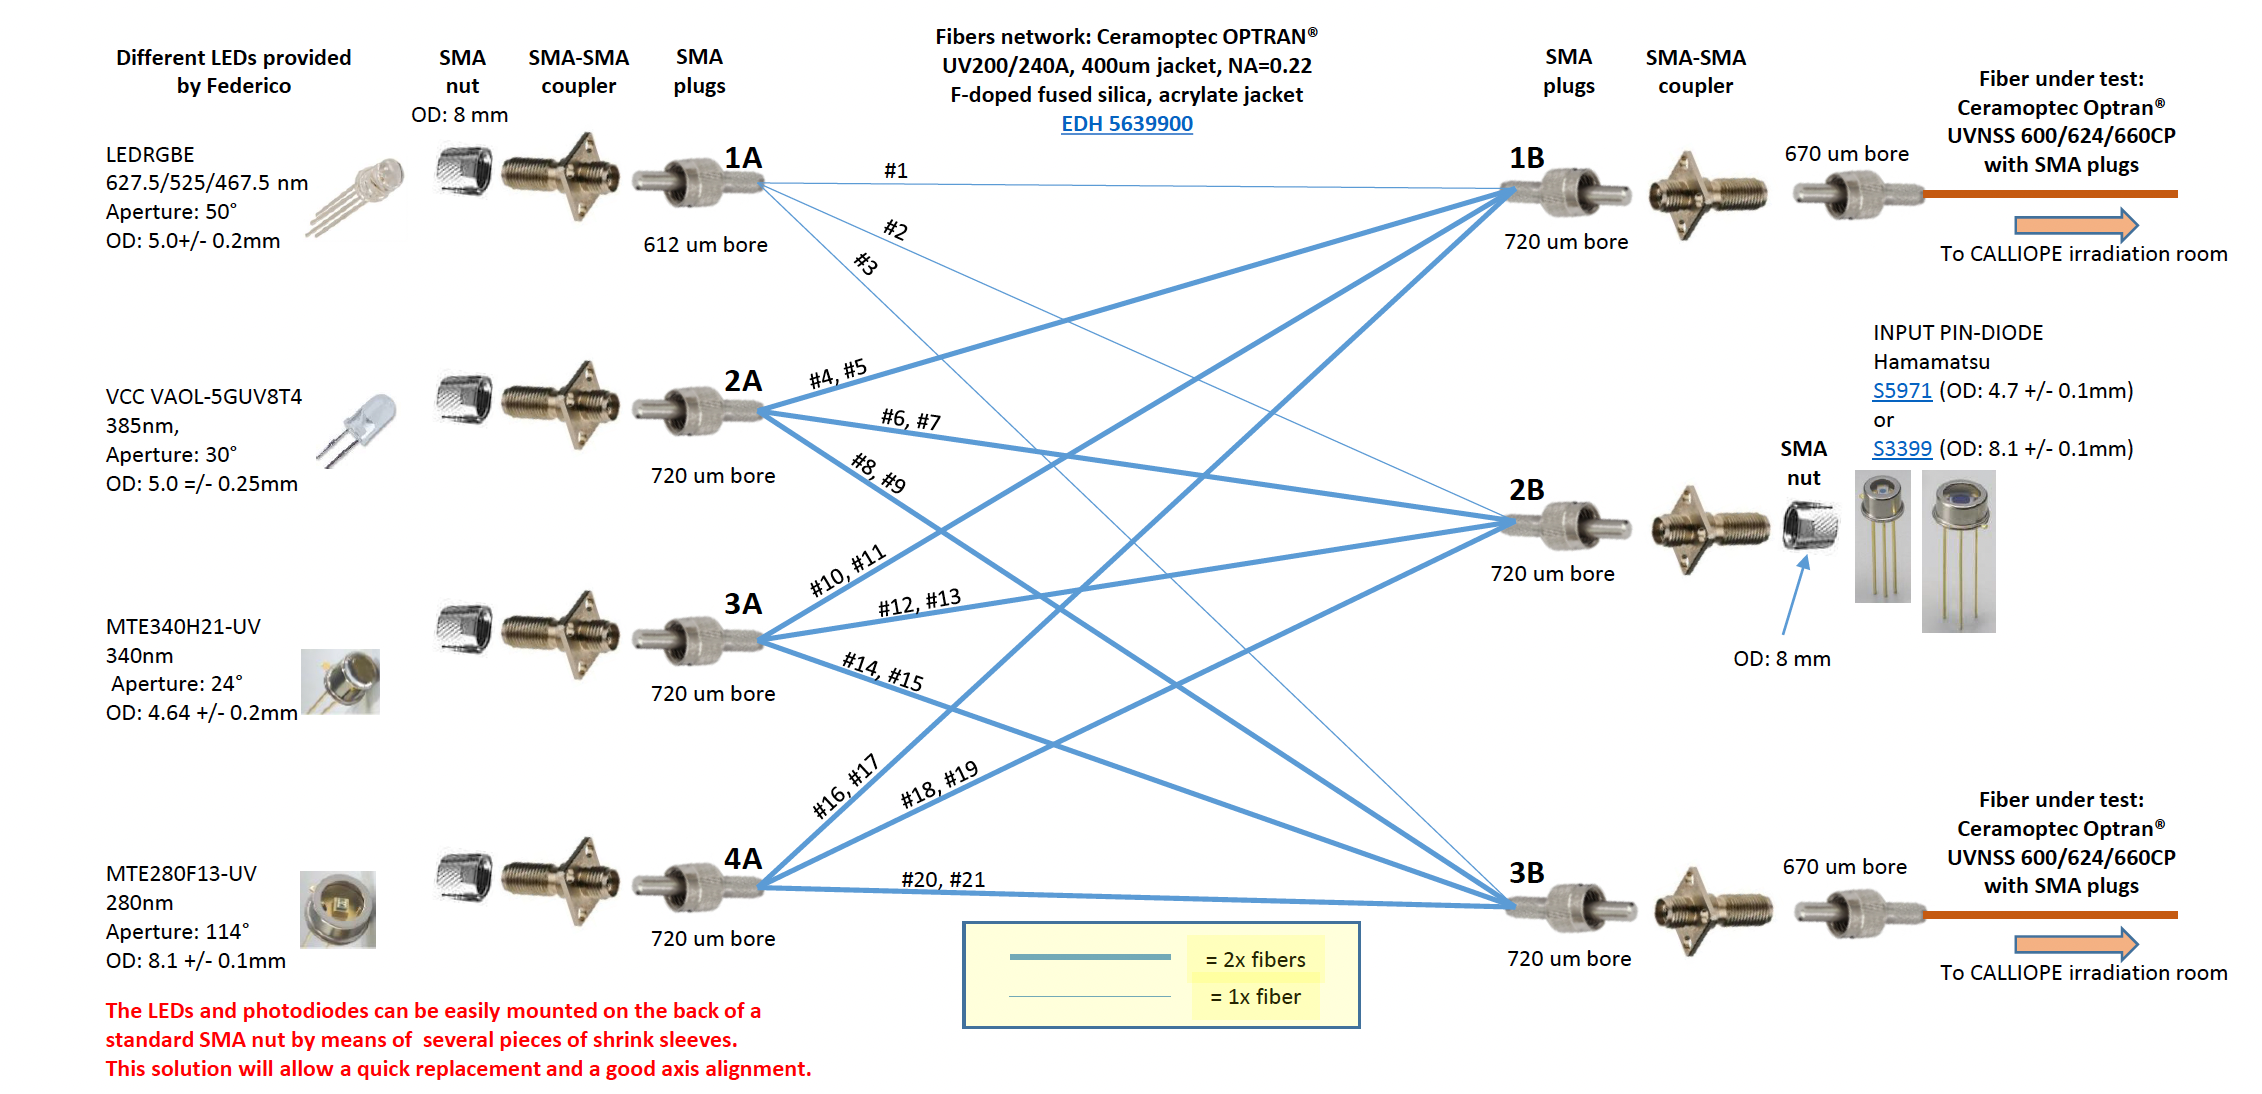 Different LEDs provided
by Federico
SMA
nut
OD: 8 mm
SMA-SMA
coupler
SMA
plugs
Fibers network: Ceramoptec OPTRAN®
UV200/240A, 400um jacket, NA=0.22
F-doped fused silica, acrylate jacket
EDH 5639900
SMA
plugs
SMA-SMA
coupler
Fiber under test:
Ceramoptec Optran®
UVNSS 600/624/660CP
with SMA plugs
LEDRGBE
627.5/525/467.5 nm
Aperture: 50°
OD: 5.0+/- 0.2mm
1A
612 um bore
#1
#2
#3
1B
720 um bore
670 um bore
To CALLIOPE irradiation room
VCC VAOL-5GUV8T4
385nm,
Aperture: 30°
OD: 5.0 =/- 0.25mm
2A
720 um bore
#4, #5
#6, #7
#8, #9
2B
720 um bore
INPUT PIN-DIODE
Hamamatsu
S5971 (OD: 4.7 +/- 0.1mm)
or
S3399 (OD: 8.1 +/- 0.1mm)
SMA
nut
OD: 8 mm
MTE340H21-UV
340nm
Aperture: 24°
OD: 4.64 +/- 0.2mm
3A
720 um bore
#10, #11
#12, #13
#14, #15
MTE280F13-UV
280nm
Aperture: 114°
OD: 8.1 +/- 0.1mm
4A
720 um bore
#16, #17
#18, #19
#20, #21
3B
720 um bore
670 um bore
Fiber under test:
Ceramoptec Optran®
UVNSS 600/624/660CP
with SMA plugs
To CALLIOPE irradiation room
= 2x fibers
= 1x fiber
The LEDs and photodiodes can be easily mounted on the back of a
standard SMA nut by means of  several pieces of shrink sleeves.
This solution will allow a quick replacement and a good axis alignment.